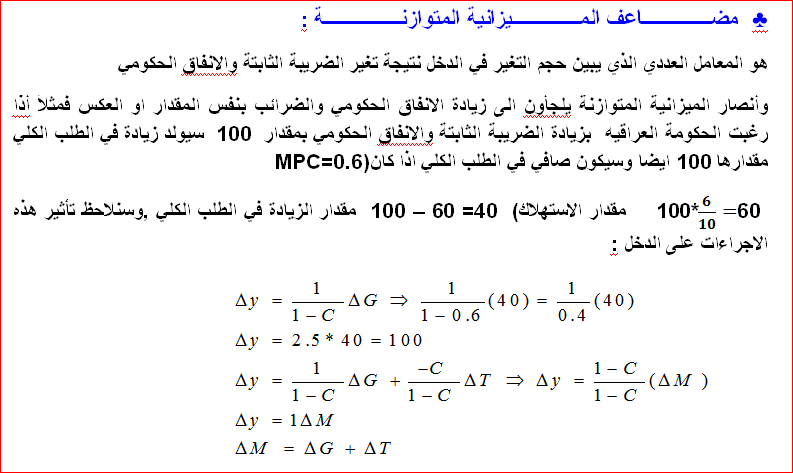 ♣ مضـــــــــــاعف المـــــــــــيزانية المتوازنـــــــــــــة :
هو المعامل العددي الذي يبين حجم التغير في الدخل نتيجة تغير الضريبة الثابتة والانفاق الحكومي
وأنصار الميزانية المتوازنة يلجأون الى زيادة الانفاق الحكومي والضرائب بنفس المقدار او العكس فمثلاً أذا
رغبت الحكومة العراقيه بزيادة الضريبة الثابتة والانفاق الحكومي بمقدار 100 سيولد زيادة في الطلب الكلي
مقدارها 100 ايضا وسيكون صافي في الطلب الكلي اذا كان(MPC=0.6
100*6/10 =60 مقدار الاستهلاك) 100 – 60 =40 مقدار الزيادة في الطلب الكلي ,وسنلاحظ تأثير هذه
الاجراءات على الدخل :
Δy = 1/(1 – C) ΔG ⇒ 1/(1 – 0.6) (40) = 1/0.4 (40)
Δy = 2.5 * 40 = 100
Δy = 1/(1 – C) ΔG + –C/(1 – C) ΔT ⇒ Δy = (1 – C)/(1 – C) (ΔM)
Δy = 1ΔM
ΔM = ΔG + ΔT